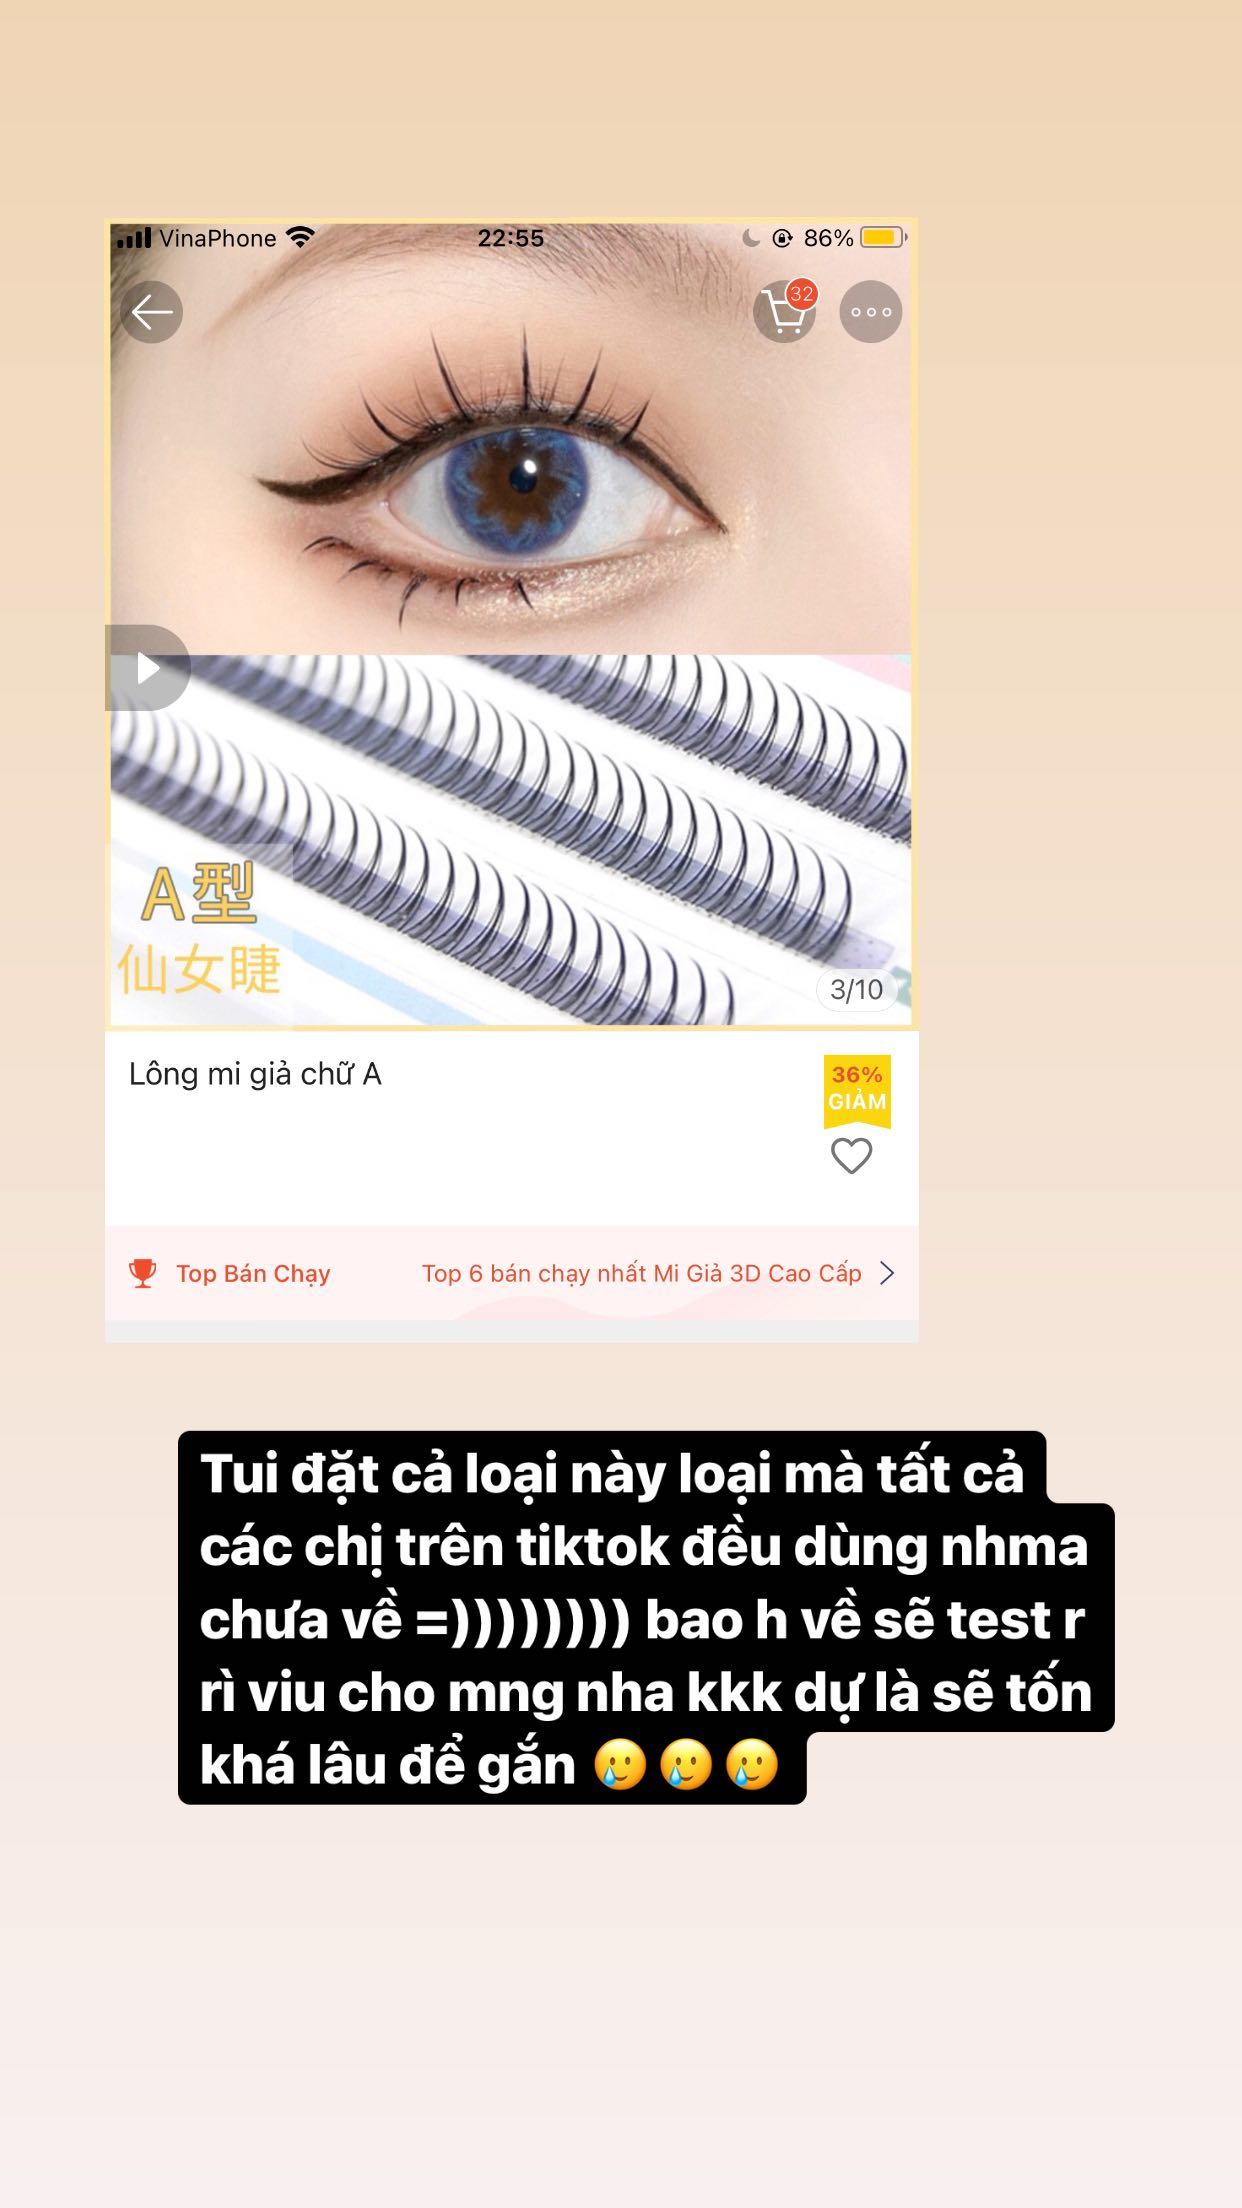 VinaPhone 22:55 86%
32
A型
仙女睫
3/10
Lông mi giả chữ A
36%
GIẢM
Top Bán Chạy Top 6 bán chạy nhất Mi Giả 3D Cao Cấp
Tui đặt cả loại này loại mà tất cả
các chị trên tiktok đều dùng nhma
chưa về =)))))))) bao h về sẽ test r
rì viu cho mng nha kkk dự là sẽ tốn
khá lâu để gắn 🥲🥲🥲